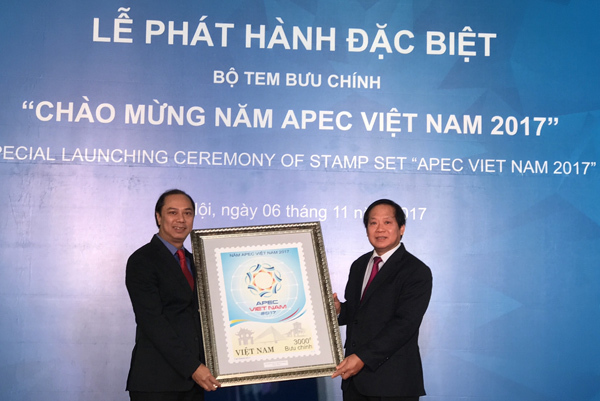 LỄ PHÁT HÀNH ĐẶC BIỆT
BỘ TEM BƯU CHÍNH
“CHÀO MỪNG NĂM APEC VIỆT NAM 2017”
PECIAL LAUNCHING CEREMONY OF STAMP SET “APEC VIET NAM 2017”
Nội, ngày 06 tháng 11 2017
NĂM APEC VIỆT NAM 2017
APEC
VIET NAM
2017
VIỆT NAM
3000đ
Bưu chính